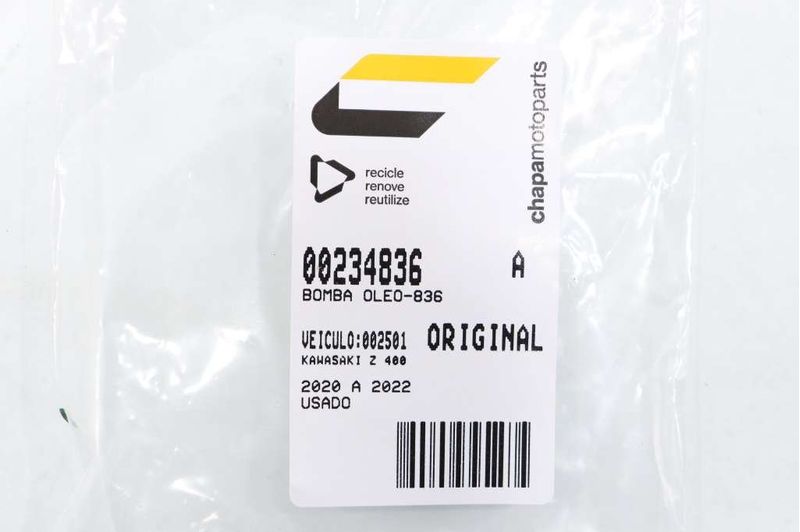 chapamotoparts
recicle
renove
reutilize
00234836 A
BOMBA OLEO-836
VEICULO:002501 ORIGINAL
KAWASAKI Z 400
2020 A 2022
USADO